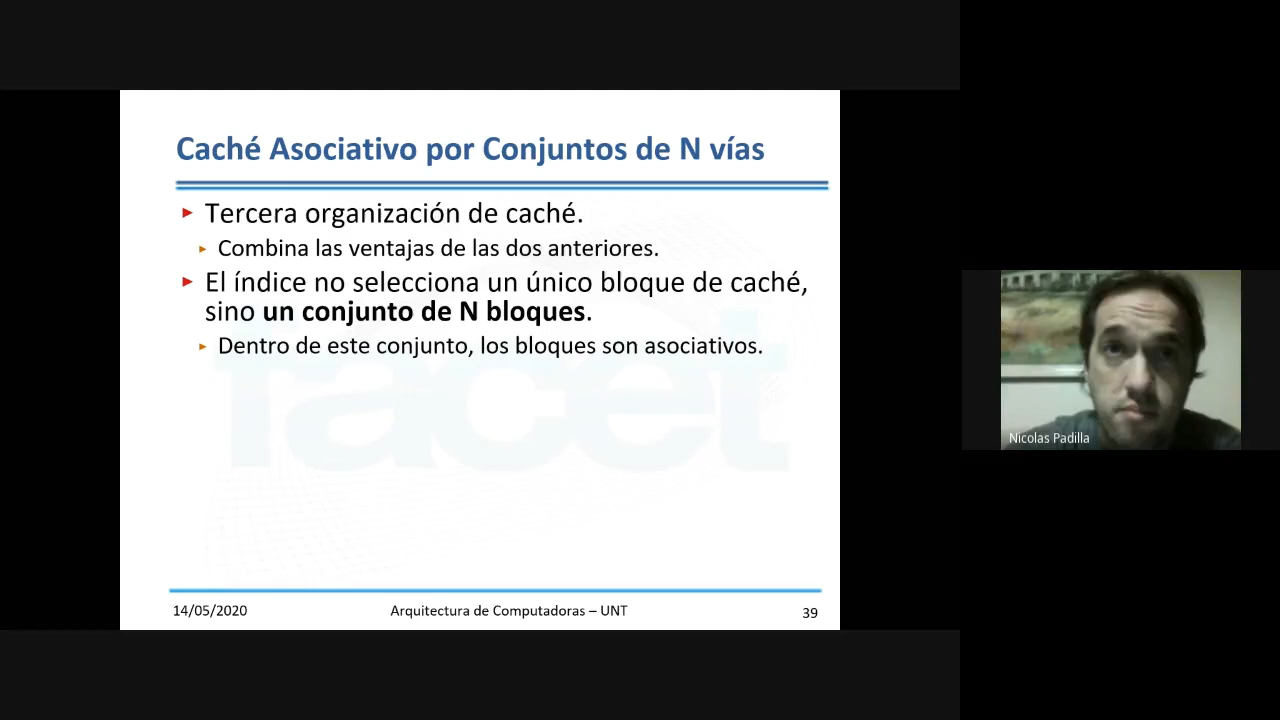 Caché Asociativo por Conjuntos de N vías
Tercera organización de caché.
Combina las ventajas de las dos anteriores.
El índice no selecciona un único bloque de caché,
sino un conjunto de N bloques.
Dentro de este conjunto, los bloques son asociativos.
facet
14/05/2020
Arquitectura de Computadoras – UNT
39
Nicolas Padilla